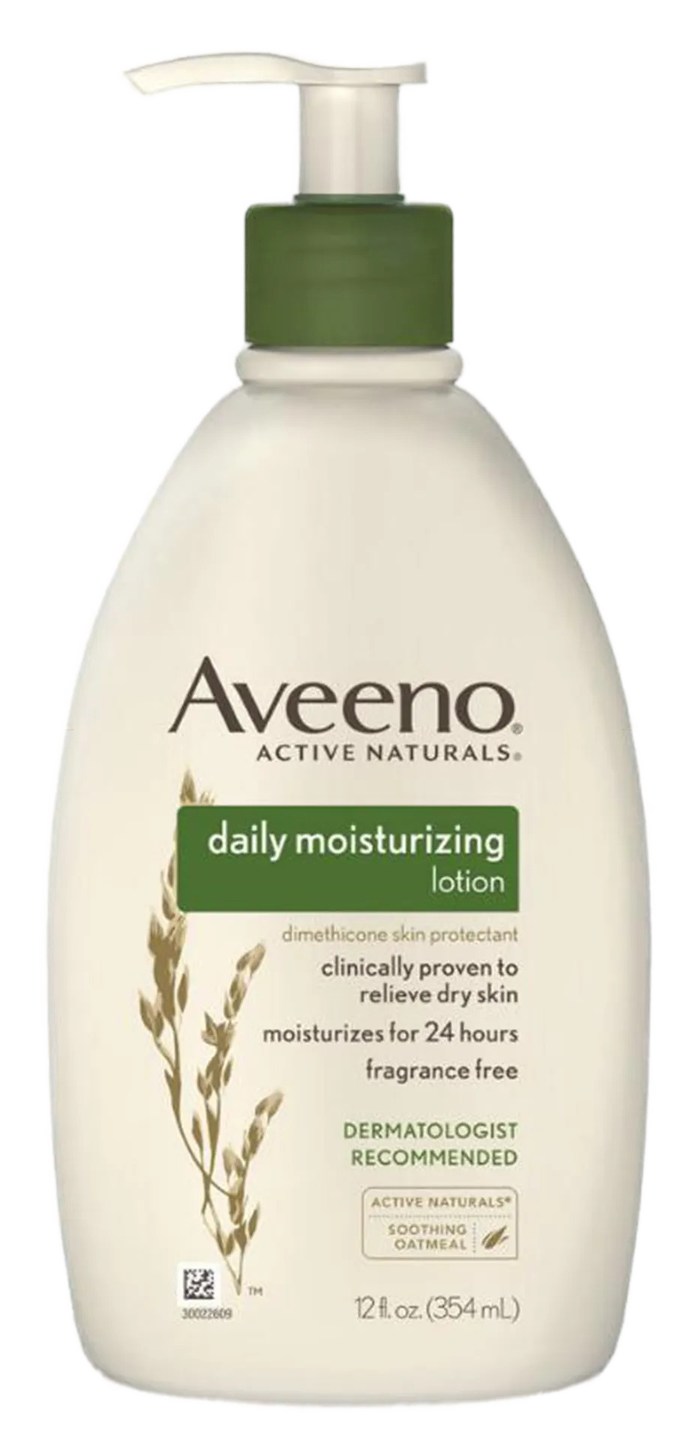 Aveeno®
ACTIVE NATURALS®
daily moisturizing
lotion
dimethicone skin protectant
clinically proven to
relieve dry skin
moisturizes for 24 hours
fragrance free
DERMATOLOGIST
RECOMMENDED
ACTIVE NATURALS®
SOOTHING
OATMEAL
TM
30022609
12 fl. oz. (354 mL)